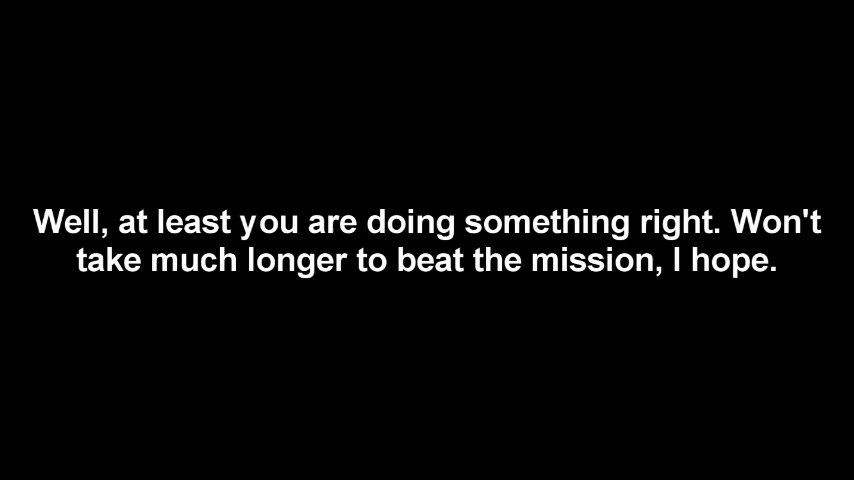 Well, at least you are doing something right. Won't
take much longer to beat the mission, I hope.